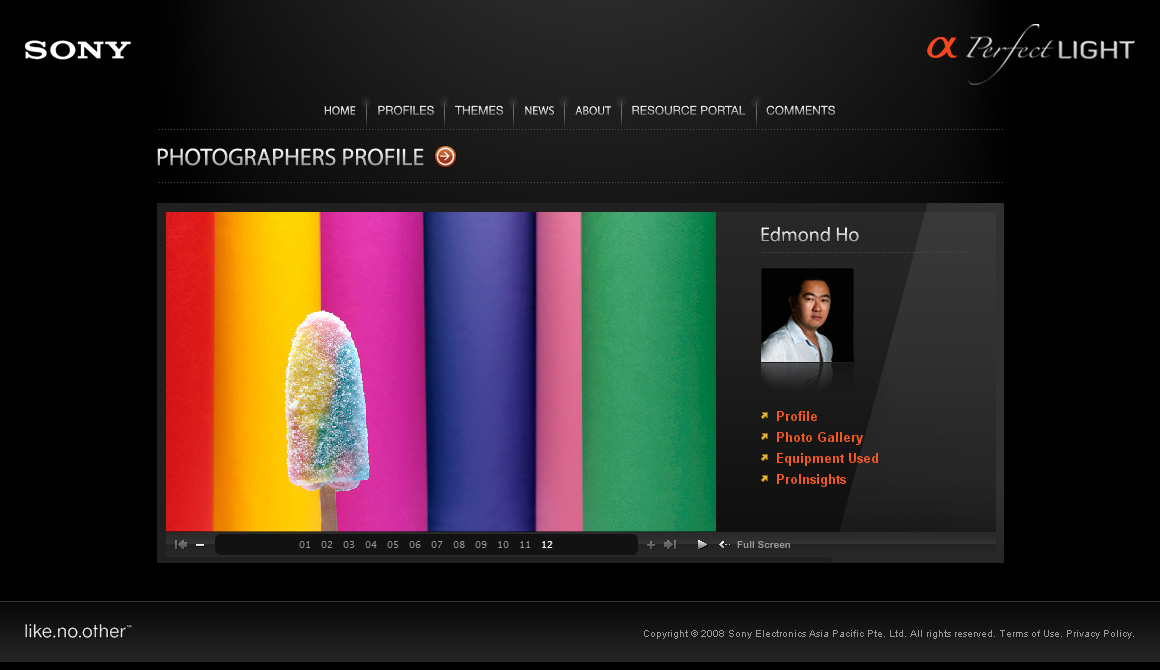 SONY
α Perfect LIGHT
HOME PROFILES THEMES NEWS ABOUT RESOURCE PORTAL COMMENTS
PHOTOGRAPHERS PROFILE
Edmond Ho
Profile
Photo Gallery
Equipment Used
ProInsights
01 02 03 04 05 06 07 08 09 10 11 12 Full Screen
like.no.other™
Copyright © 2008 Sony Electronics Asia Pacific Pte. Ltd. All rights reserved. Terms of Use. Privacy Policy.